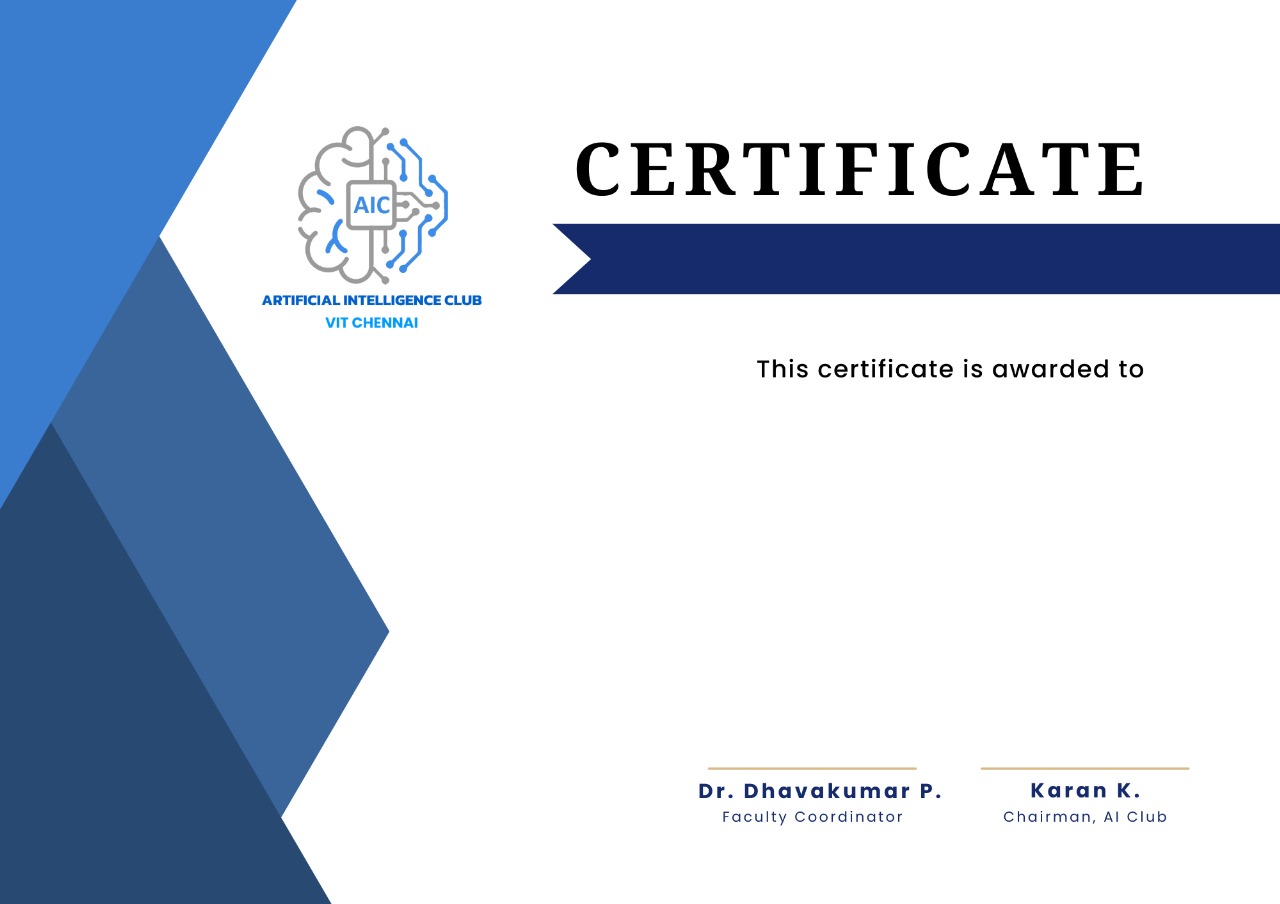 AIC
ARTIFICIAL INTELLIGENCE CLUB
VIT CHENNAI
CERTIFICATE
This certificate is awarded to
Dr. Dhavakumar P.
Faculty Coordinator
Karan K.
Chairman, AI Club